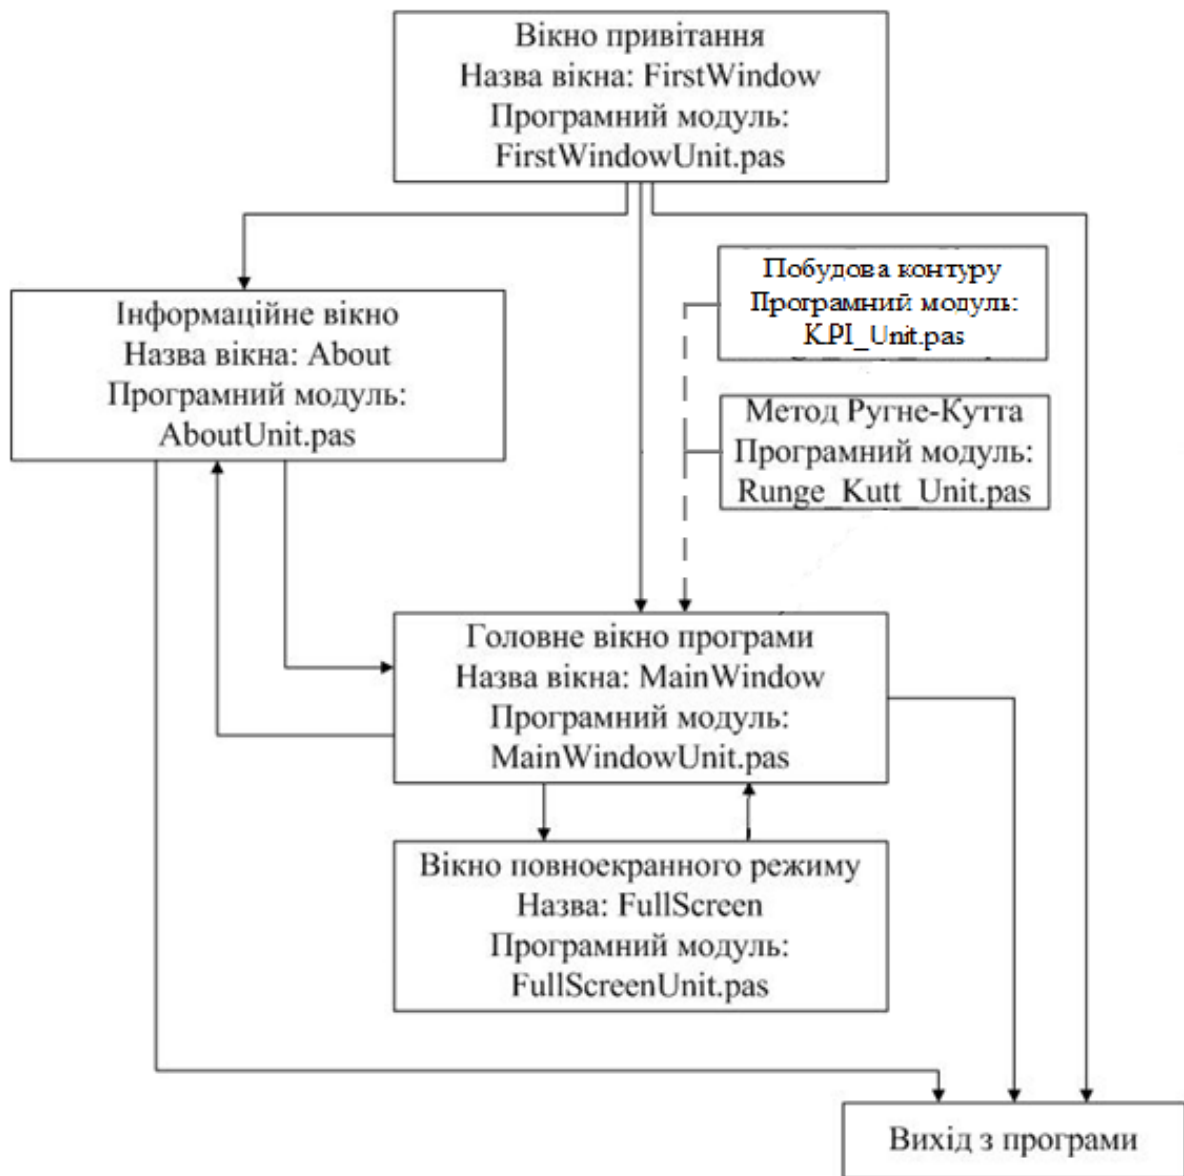 Вікно привітання
Назва вікна: FirstWindow
Програмний модуль:
FirstWindowUnit.pas
Побудова контуру
Програмний модуль:
KPI_Unit.pas
Інформаційне вікно
Назва вікна: About
Програмний модуль:
AboutUnit.pas
Метод Ругне-Кутта
Програмний модуль:
Runge_Kutt_Unit.pas
Головне вікно програми
Назва вікна: MainWindow
Програмний модуль:
MainWindowUnit.pas
Вікно повноекранного режиму
Назва: FullScreen
Програмний модуль:
FullScreenUnit.pas
Вихід з програми